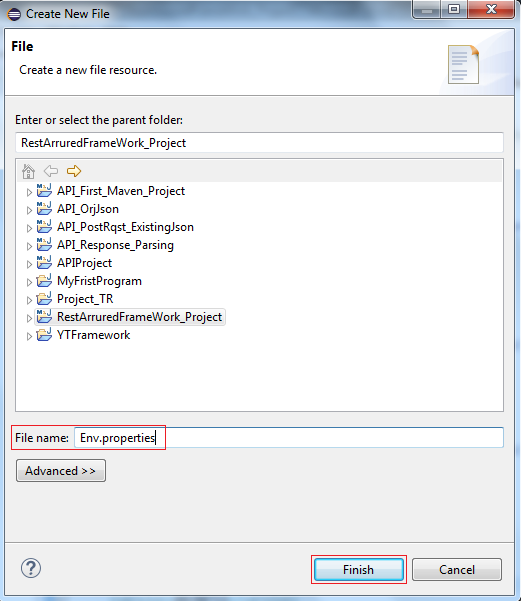 Create New File
File
Create a new file resource.
Enter or select the parent folder:
RestArruredFrameWork_Project
API_First_Maven_Project
API_OrjJson
API_PostRqst_ExistingJson
API_Response_Parsing
APIProject
MyFristProgram
Project_TR
RestArruredFrameWork_Project
YTFramework
File name: Env.properties
Advanced >>
? Finish Cancel